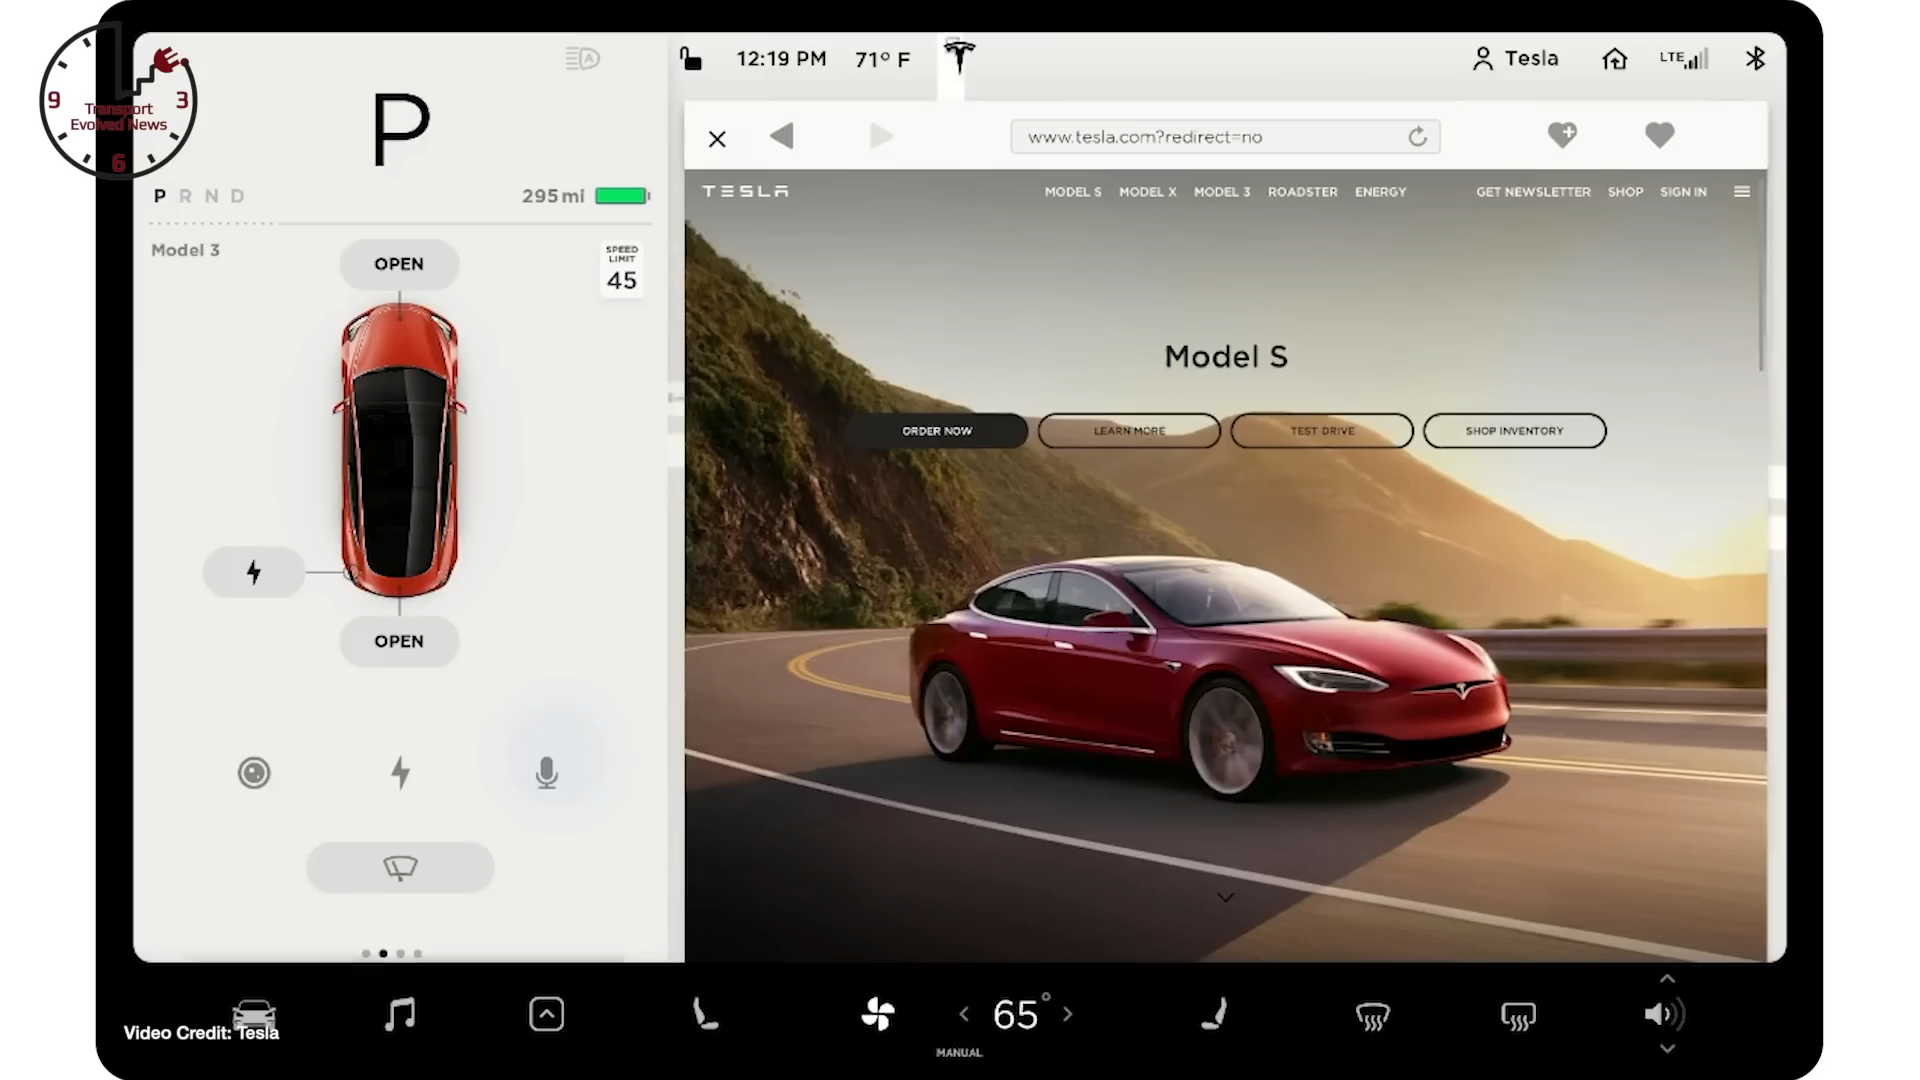 9 3
Transport
Evolved News
6
A
P
P R N D
295mi
Model 3
OPEN
SPEED
LIMIT
45
OPEN
12:19 PM 71° F
Tesla
LTE
www.tesla.com?redirect=no
TESLA
MODEL S MODEL X MODEL 3 ROADSTER ENERGY GET NEWSLETTER SHOP SIGN IN
Model S
ORDER NOW LEARN MORE TEST DRIVE SHOP INVENTORY
Video Credit: Tesla
65°
MANUAL